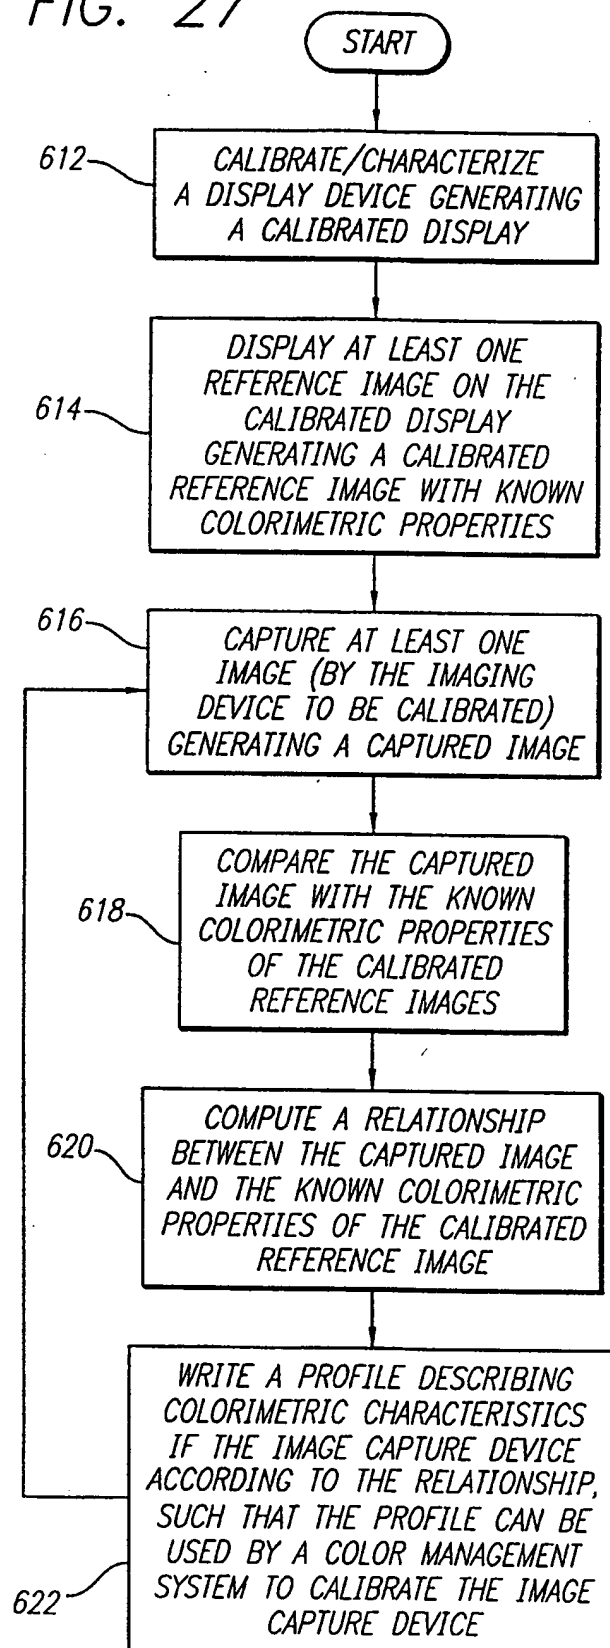 FIG. 27
START
612
CALIBRATE/CHARACTERIZE
A DISPLAY DEVICE GENERATING
A CALIBRATED DISPLAY
DISPLAY AT LEAST ONE
REFERENCE IMAGE ON THE
614
CALIBRATED DISPLAY
GENERATING A CALIBRATED
REFERENCE IMAGE WITH KNOWN
COLORIMETRIC PROPERTIES
616
CAPTURE AT LEAST ONE
IMAGE (BY THE IMAGING
DEVICE TO BE CALIBRATED)
GENERATING A CAPTURED IMAGE
COMPARE THE CAPTURED
IMAGE WITH THE KNOWN
618
COLORIMETRIC PROPERTIES
OF THE CALIBRATED
REFERENCE IMAGES
COMPUTE A RELATIONSHIP
620
BETWEEN THE CAPTURED IMAGE
AND THE KNOWN COLORIMETRIC
PROPERTIES OF THE CALIBRATED
REFERENCE IMAGE
WRITE A PROFILE DESCRIBING
COLORIMETRIC CHARACTERISTICS
IF THE IMAGE CAPTURE DEVICE
ACCORDING TO THE RELATIONSHIP,
SUCH THAT THE PROFILE CAN BE
USED BY A COLOR MANAGEMENT
SYSTEM TO CALIBRATE THE IMAGE
622
CAPTURE DEVICE